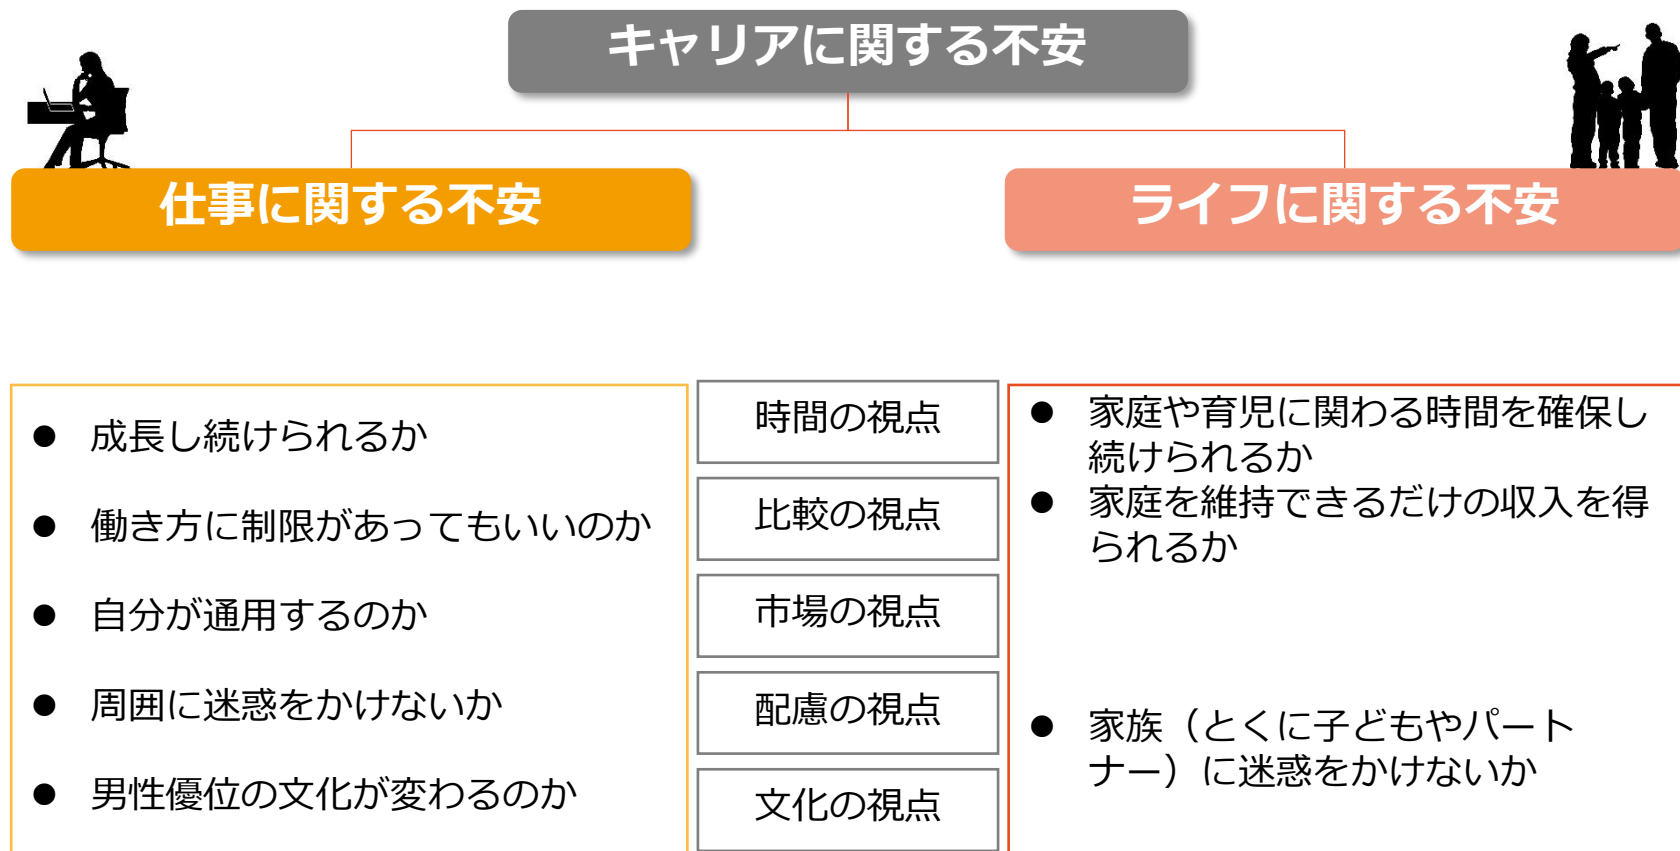 キャリアに関する不安
仕事に関する不安
ライフに関する不安
● 成長し続けられるか
● 働き方に制限があってもいいのか
● 自分が通用するのか
● 周囲に迷惑をかけないか
● 男性優位の文化が変わるのか
時間の視点
比較の視点
市場の視点
配慮の視点
文化の視点
● 家庭や育児に関わる時間を確保し
続けられるか
● 家庭を維持できるだけの収入を得
られるか
● 家族（とくに子どもやパート
ナー）に迷惑をかけないか